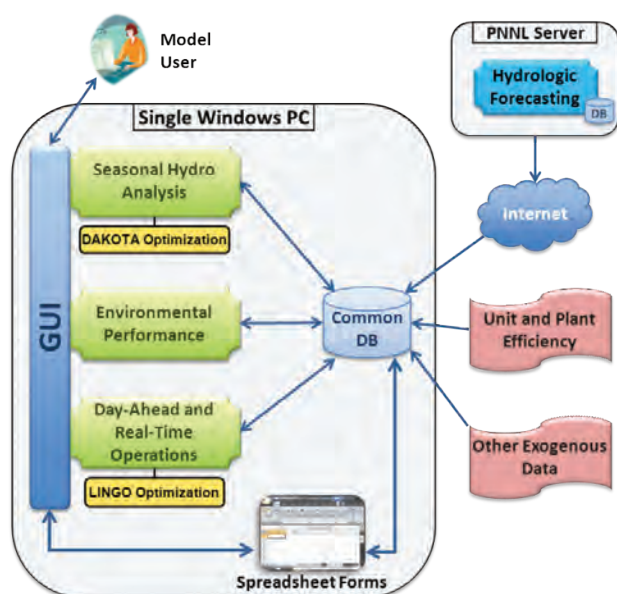 Model
User
PNNL Server
Hydrologic
Forecasting
DB
Single Windows PC
Seasonal Hydro
Analysis
DAKOTA Optimization
Internet
GUI
Environmental
Performance
Common
DB
Unit and Plant
Efficiency
Day-Ahead and
Real-Time
Operations
LINGO Optimization
Other Exogenous
Data
Spreadsheet Forms